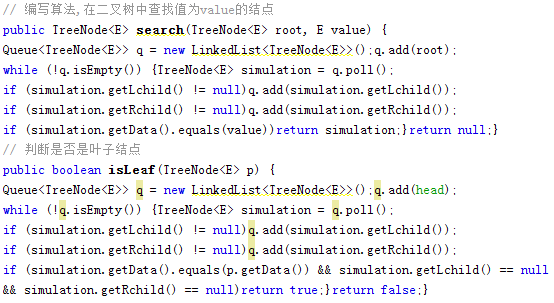 // 编写算法,在二叉树中查找值为value的结点
public TreeNode<E> search(TreeNode<E> root, E value) {
Queue<TreeNode<E>> q = new LinkedList<TreeNode<E>>();q.add(root);
while (!q.isEmpty()) {TreeNode<E> simulation = q.poll();
if (simulation.getLchild() != null)q.add(simulation.getLchild());
if (simulation.getRchild() != null)q.add(simulation.getRchild());
if (simulation.getData().equals(value))return simulation;}return null;}
// 判断是否是叶子结点
public boolean isLeaf(TreeNode<E> p) {
Queue<TreeNode<E>> q = new LinkedList<TreeNode<E>>();q.add(head);
while (!q.isEmpty()) {TreeNode<E> simulation = q.poll();
if (simulation.getLchild() != null)q.add(simulation.getLchild());
if (simulation.getRchild() != null)q.add(simulation.getRchild());
if (simulation.getData().equals(p.getData()) && simulation.getLchild() == null
&& simulation.getRchild() == null)return true;}return false;}